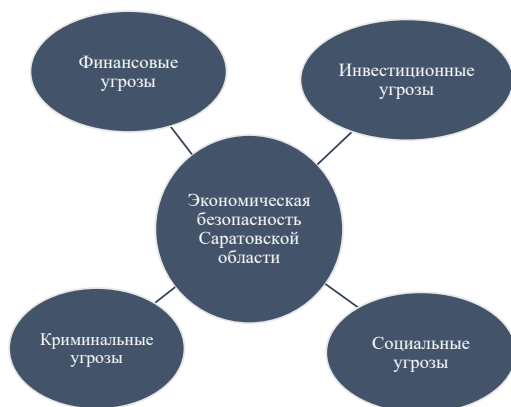 Финансовые
угрозы
Инвестиционные
угрозы
Экономическая
безопасность
Саратовской
области
Криминальные
угрозы
Социальные
угрозы